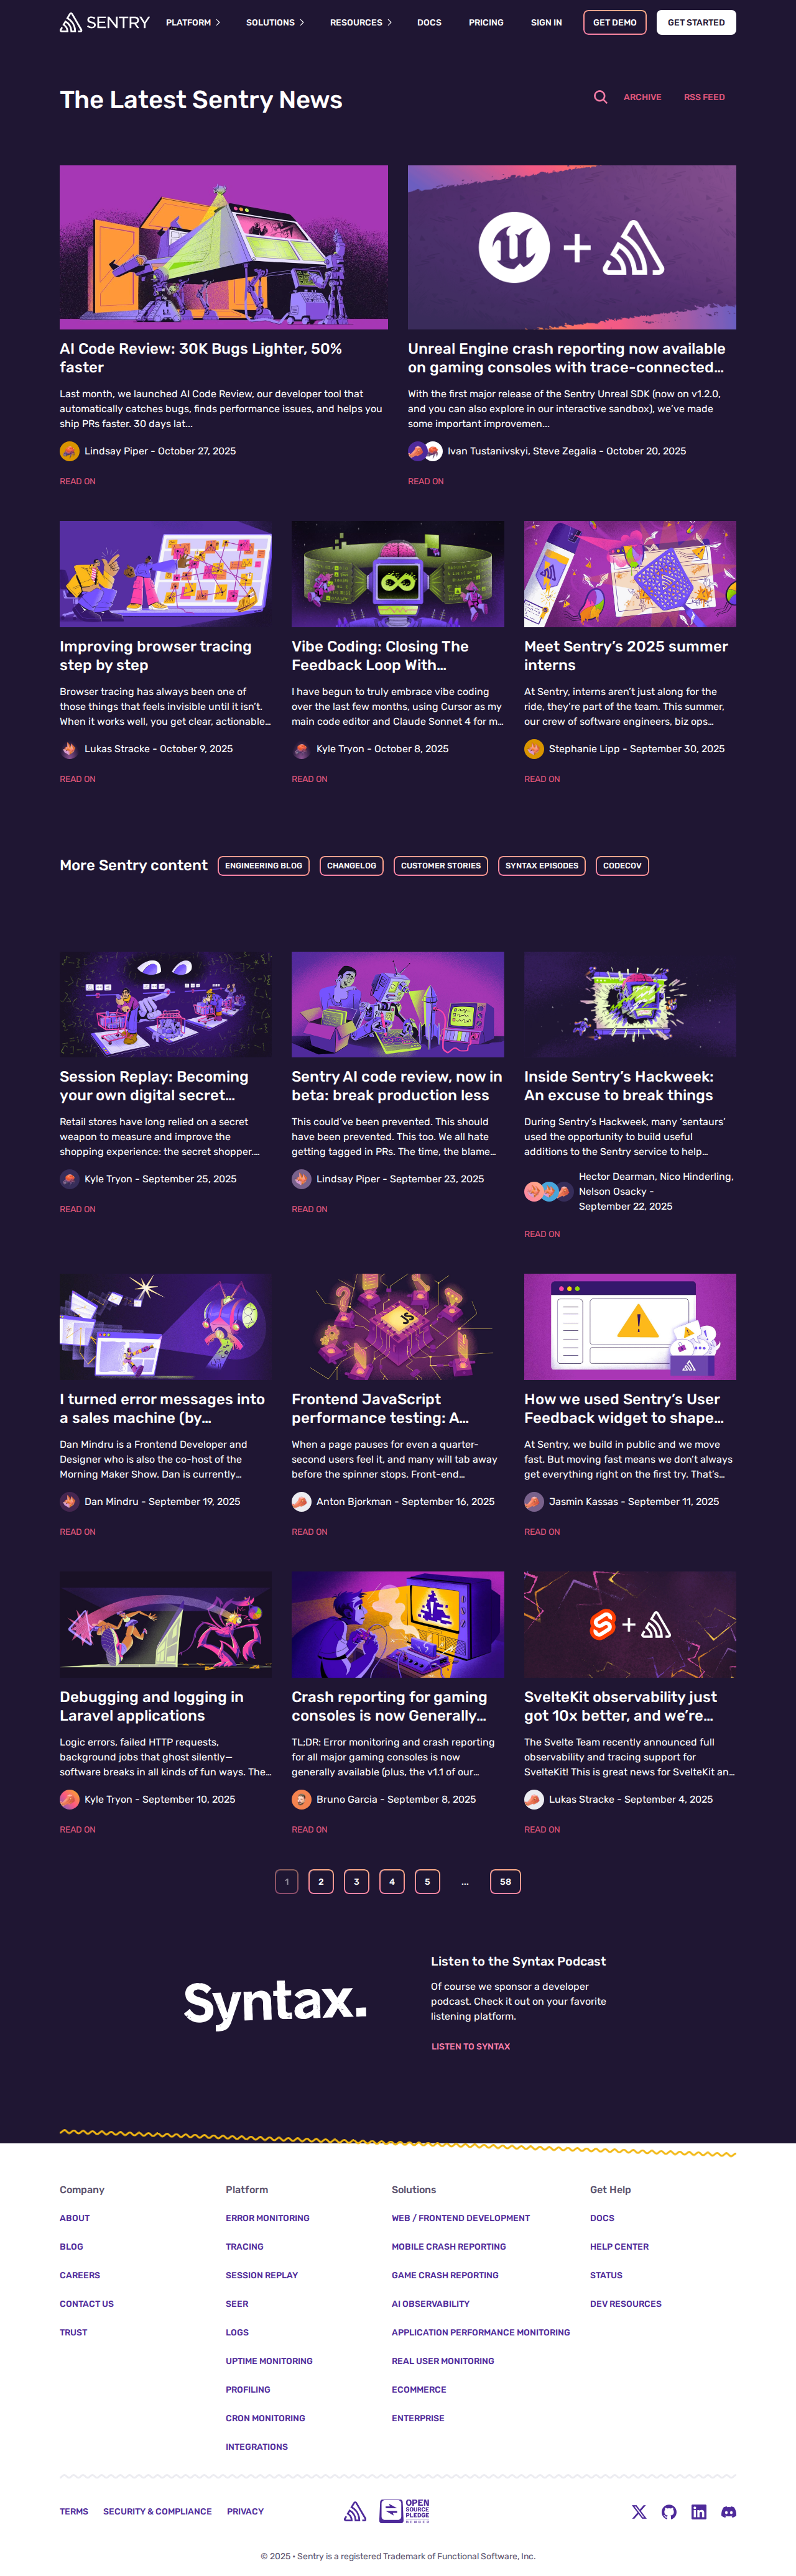 SENTRY
PLATFORM
SOLUTIONS
RESOURCES
DOCS
PRICING
SIGN IN
GET DEMO
GET STARTED
The Latest Sentry News
ARCHIVE
RSS FEED
AI Code Review: 30K Bugs Lighter, 50%
faster
Last month, we launched AI Code Review, our developer tool that
automatically catches bugs, finds performance issues, and helps you
ship PRs faster. 30 days lat...
Lindsay Piper - October 27, 2025
READ ON
Unreal Engine crash reporting now available
on gaming consoles with trace-connected…
With the first major release of the Sentry Unreal SDK (now on v1.2.0,
and you can also explore in our interactive sandbox), we've made
some important improvemen...
Ivan Tustanivskyi, Steve Zegalia - October 20, 2025
READ ON
Improving browser tracing
step by step
Browser tracing has always been one of
those things that feels invisible until it isn't.
When it works well, you get clear, actionable…
Lukas Stracke - October 9, 2025
READ ON
Vibe Coding: Closing The
Feedback Loop With…
I have begun to truly embrace vibe coding
over the last few months, using Cursor as my
main code editor and Claude Sonnet 4 for m…
Kyle Tryon - October 8, 2025
READ ON
Meet Sentry's 2025 summer
interns
At Sentry, interns aren't just along for the
ride, they're part of the team. This summer,
our crew of software engineers, biz ops…
Stephanie Lipp - September 30, 2025
READ ON
More Sentry content
ENGINEERING BLOG
CHANGELOG
CUSTOMER STORIES
SYNTAX EPISODES
CODECOV
Session Replay: Becoming
your own digital secret…
Retail stores have long relied on a secret
weapon to measure and improve the
shopping experience: the secret shopper.…
Kyle Tryon - September 25, 2025
READ ON
Sentry AI code review, now in
beta: break production less
This could've been prevented. This should
have been prevented. This too. We all hate
getting tagged in PRs. The time, the blame…
Lindsay Piper - September 23, 2025
READ ON
Inside Sentry's Hackweek:
An excuse to break things
During Sentry's Hackweek, many 'sentaurs'
used the opportunity to build useful
additions to the Sentry service to help…
Hector Dearman, Nico Hinderling,
Nelson Osacky -
September 22, 2025
READ ON
I turned error messages into
a sales machine (by…
Dan Mindru is a Frontend Developer and
Designer who is also the co-host of the
Morning Maker Show. Dan is currently…
Dan Mindru - September 19, 2025
READ ON
Frontend JavaScript
performance testing: A…
When a page pauses for even a quarter-
second users feel it, and many will tab away
before the spinner stops. Front-end…
Anton Bjorkman - September 16, 2025
READ ON
How we used Sentry's User
Feedback widget to shape…
At Sentry, we build in public and we move
fast. But moving fast means we don't always
get everything right on the first try. That's…
Jasmin Kassas - September 11, 2025
READ ON
Debugging and logging in
Laravel applications
Logic errors, failed HTTP requests,
background jobs that ghost silently—
software breaks in all kinds of fun ways. The…
Kyle Tryon - September 10, 2025
READ ON
Crash reporting for gaming
consoles is now Generally…
TL;DR: Error monitoring and crash reporting
for all major gaming consoles is now
generally available (plus, the v1.1 of our…
Bruno Garcia - September 8, 2025
READ ON
SvelteKit observability just
got 10x better, and we're…
The Svelte Team recently announced full
observability and tracing support for
SvelteKit! This is great news for SvelteKit an…
Lukas Stracke - September 4, 2025
READ ON
1 2 3 4 5 ... 58
Syntax.
Listen to the Syntax Podcast
Of course we sponsor a developer
podcast. Check it out on your favorite
listening platform.
LISTEN TO SYNTAX
Company
ABOUT
BLOG
CAREERS
CONTACT US
TRUST
Platform
ERROR MONITORING
TRACING
SESSION REPLAY
SEER
LOGS
UPTIME MONITORING
PROFILING
CRON MONITORING
INTEGRATIONS
Solutions
WEB / FRONTEND DEVELOPMENT
MOBILE CRASH REPORTING
GAME CRASH REPORTING
AI OBSERVABILITY
APPLICATION PERFORMANCE MONITORING
REAL USER MONITORING
ECOMMERCE
ENTERPRISE
Get Help
DOCS
HELP CENTER
STATUS
DEV RESOURCES
TERMS
SECURITY & COMPLIANCE
PRIVACY
OPEN
SOURCE
PLEDGE
MEMBER
© 2025 • Sentry is a registered Trademark of Functional Software, Inc.